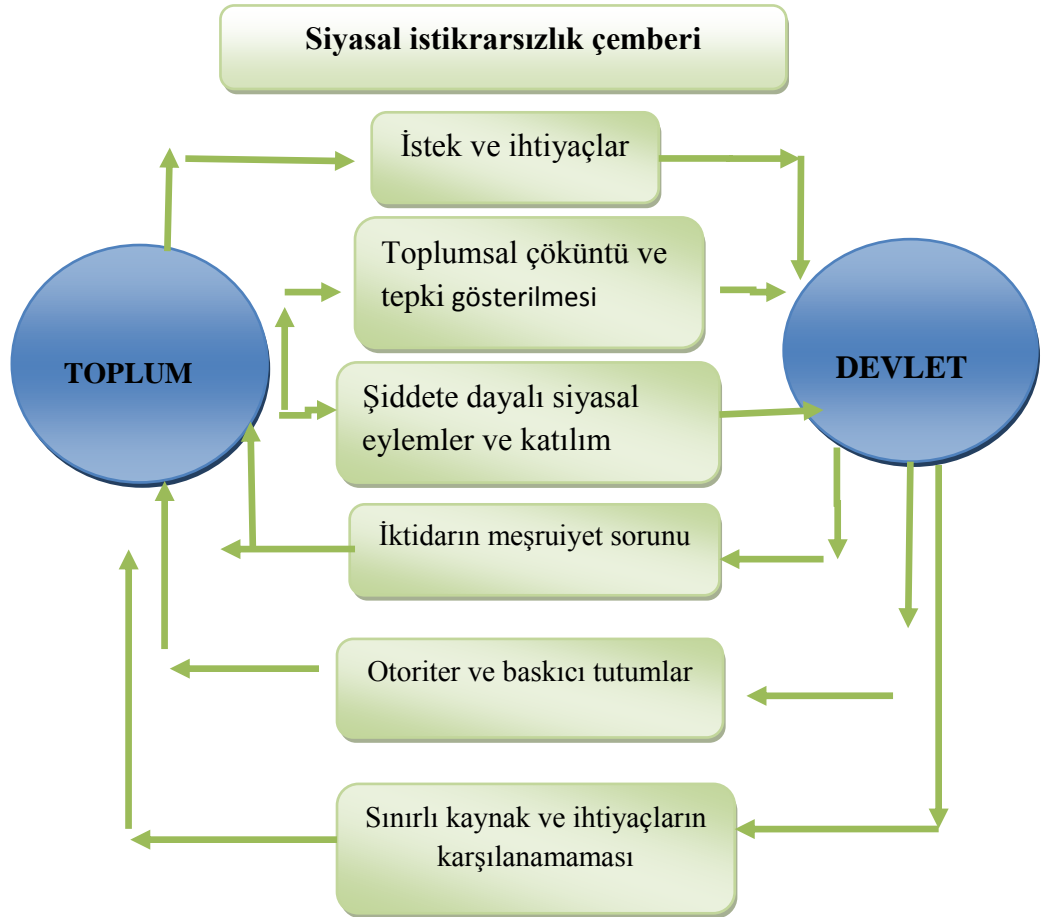 Siyasal istikrarsızlık çemberi
İstek ve ihtiyaçlar
Toplumsal çöküntü ve
tepki gösterilmesi
TOPLUM
DEVLET
Şiddete dayalı siyasal
eylemler ve katılım
İktidarın meşruiyet sorunu
Otoriter ve baskıcı tutumlar
Sınırlı kaynak ve ihtiyaçların
karşılanamaması